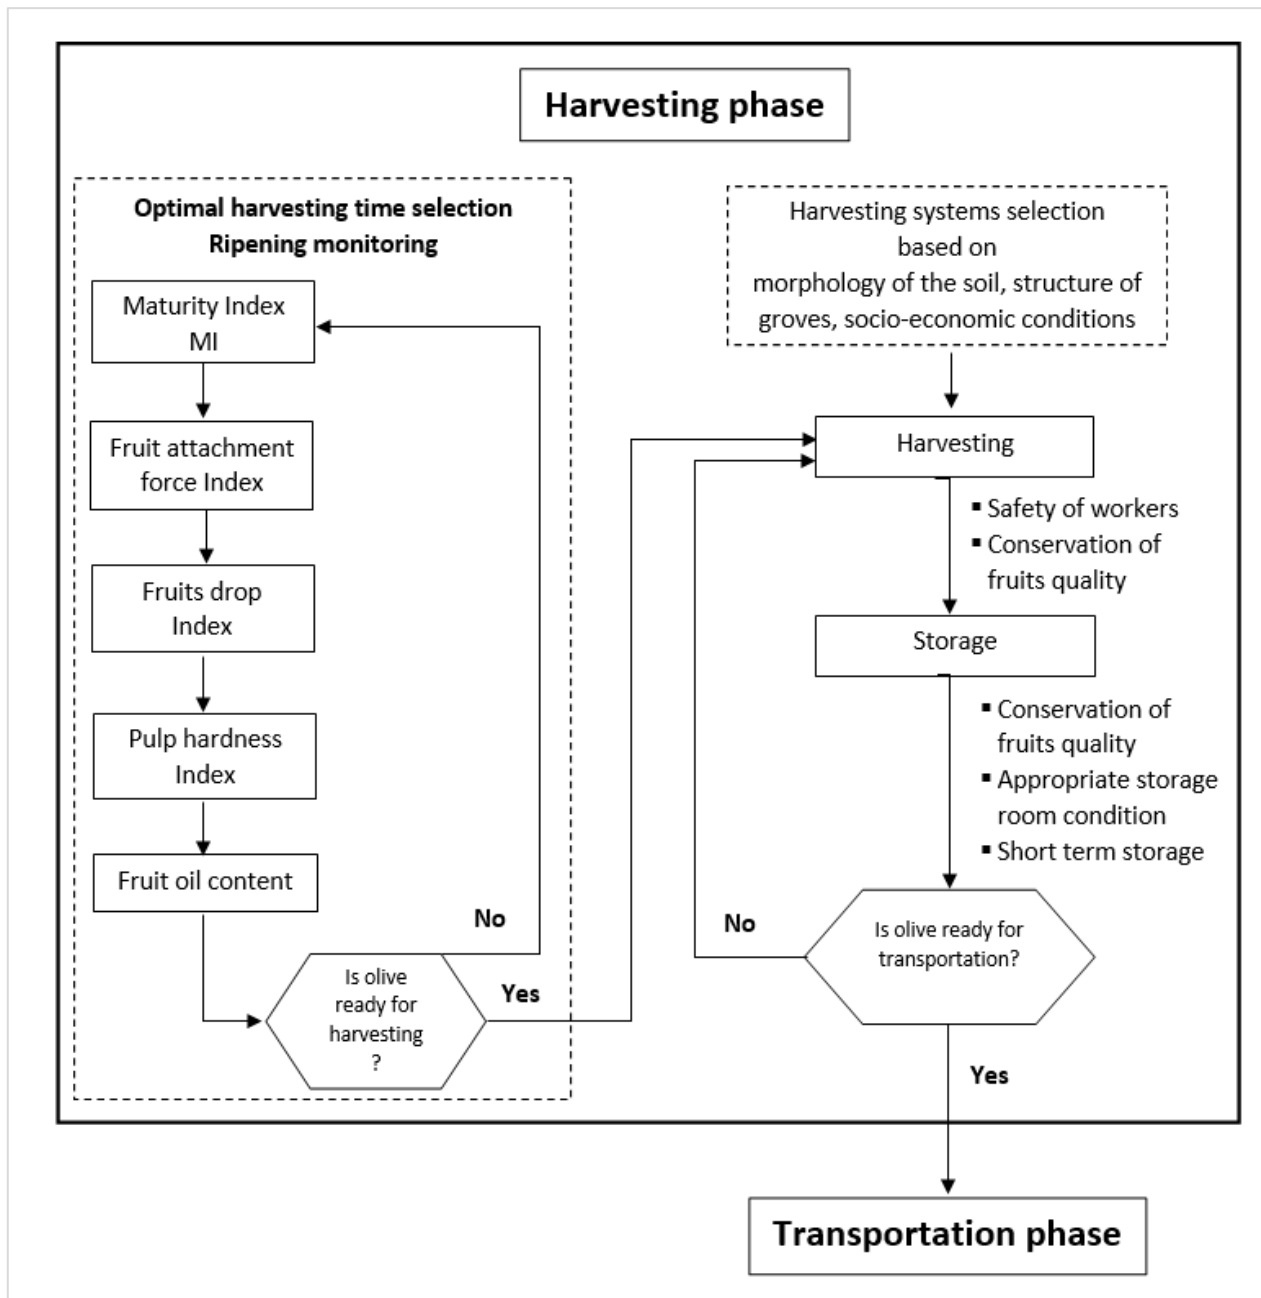 Harvesting phase
Optimal harvesting time selection
Ripening monitoring
Maturity Index
MI
Fruit attachment
force Index
Fruits drop
Index
Pulp hardness
Index
Fruit oil content
Is olive
ready for
harvesting
?
No
Yes
Harvesting systems selection
based on
morphology of the soil, structure of
groves, socio-economic conditions
Harvesting
▪ Safety of workers
▪ Conservation of
fruits quality
Storage
▪ Conservation of
fruits quality
▪ Appropriate storage
room condition
▪ Short term storage
Is olive ready for
transportation?
No
Yes
Transportation phase